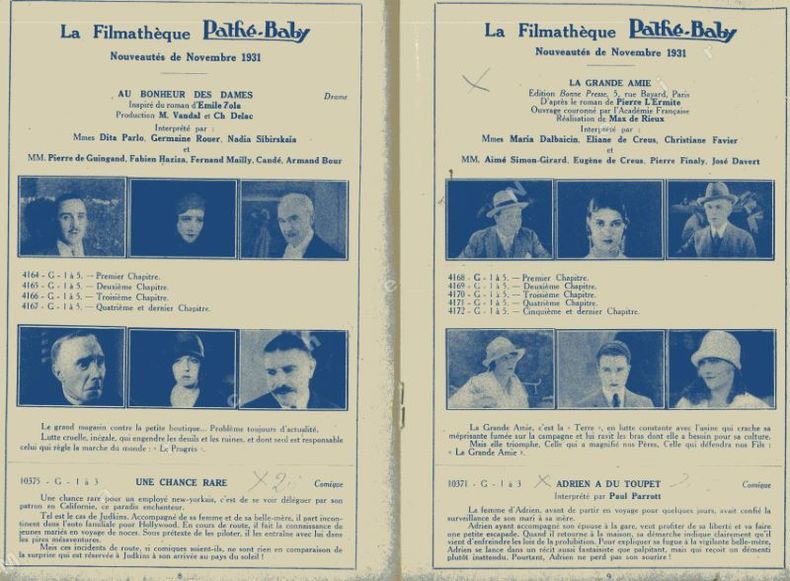 La Filmathèque Pathé-Baby
Nouveautés de Novembre 1931
AU BONHEUR DES DAMES Drame
Inspiré du roman d'Emile Zola
Production M. Vandal et Ch Delac
Interprété par :
Mmes Dita Parlo, Germaine Rouer, Nadia Sibirskaïa
et
MM. Pierre de Guingand, Fabien Haziza, Fernand Mailly, Candé, Armand Bour
4164 - G - 1 à 5. — Premier Chapitre.
4165 - G - 1 à 5. — Deuxième Chapitre.
4166 - G - 1 à 5. — Troisième Chapitre.
4167 - G - 1 à 5. — Quatrième et dernier Chapitre.
Le grand magasin contre la petite boutique... Problème toujours d'actualité.
Lutte cruelle, inégale, qui engendre les deuils et les ruines, et dont seul est responsable
celui qui règle la marche du monde : « Le Progrès ».
10375 - G - 1 à 3 UNE CHANCE RARE Comique
Une chance rare pour un employé new-yorkais, c'est de se voir déléguer par son
patron en Californie, ce paradis enchanteur.
Tel est le cas de Judkins. Accompagné de sa femme et de sa belle-mère, il part incon-
tinent dans l'auto familiale pour Hollywood. En cours de route, il fait la connaissance
de jeunes mariés en voyage de noces. Sous prétexte de les piloter, il les entraîne avec lui dans
les pires mésaventures.
Mais ces incidents de route, si comiques soient-ils, ne sont rien en comparaison de
la surprise qui est réservée à Judkins à son arrivée au pays du soleil !
8
La Filmathèque Pathé-Baby
Nouveautés de Novembre 1931
LA GRANDE AMIE
Edition Bonne Presse, 5, rue Bayard, Paris
D'après le roman de Pierre L'Ermite
Ouvrage couronné par l'Académie Française
Réalisation de Max de Rieux
Interprété par :
Mmes Maria Dalbaicin, Eliane de Creus, Christiane Favier
et
MM. Aimé Simon-Girard, Eugène de Creus, Pierre Finaly, José Davert
4168 - G - 1 à 5. — Premier Chapitre.
4169 - G - 1 à 5. — Deuxième Chapitre.
4170 - G - 1 à 5. — Troisième Chapitre.
4171 - G - 1 à 5. — Quatrième Chapitre.
4172 - G - 1 à 5. — Cinquième et dernier Chapitre.
La Grande Amie, c'est la « Terre », en lutte constante avec l'usine qui crache sa
méprisante fumée sur la campagne et lui ravit les bras dont elle a besoin pour sa culture.
Mais elle triomphe, Celle qui a magnifié nos Pères, Celle qui défendra nos Fils :
« La Grande Amie ».
10371 - G - 1 à 3 ADRIEN A DU TOUPET Comique
Interprété par Paul Parrott
La femme d'Adrien, avant de partir en voyage pour quelques jours, avait confié la
surveillance de son mari à sa mère.
Adrien ayant accompagné son épouse à la gare, veut profiter de sa liberté et va faire
une petite escapade. Quand il retourne à la maison, sa démarche indique clairement qu'il
vient d'enfreindre les lois de la prohibition. Pour expliquer sa fugue à la vigilante belle-mère,
Adrien se lance dans un récit aussi fantaisiste que palpitant, mais qui reçoit un démenti
plutôt inattendu. Pourtant, Adrien ne perd pas son sourire !
9